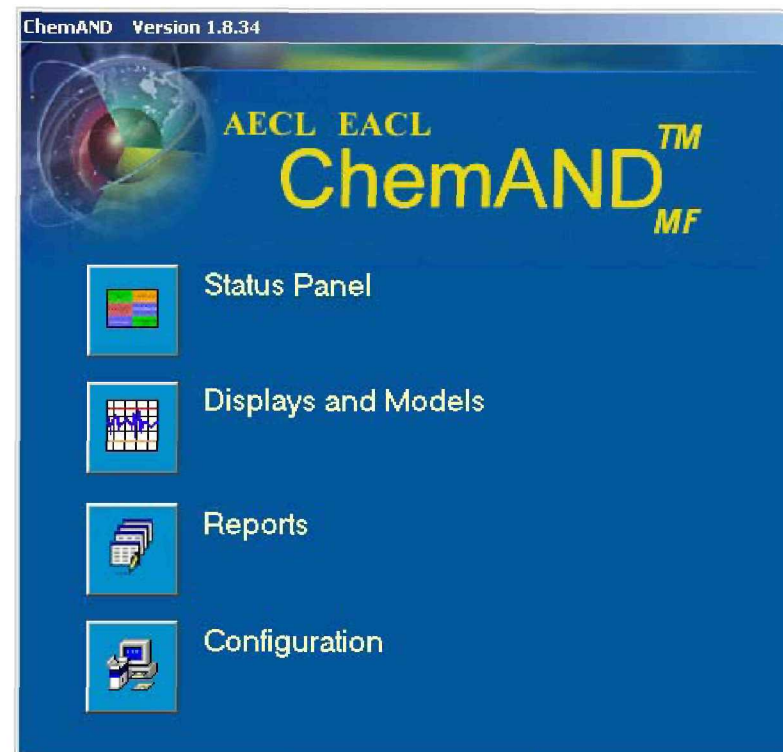 ChemAND Version 1.8.34
AECL EACL
ChemAND TM
MF
Status Panel
Displays and Models
Reports
Configuration